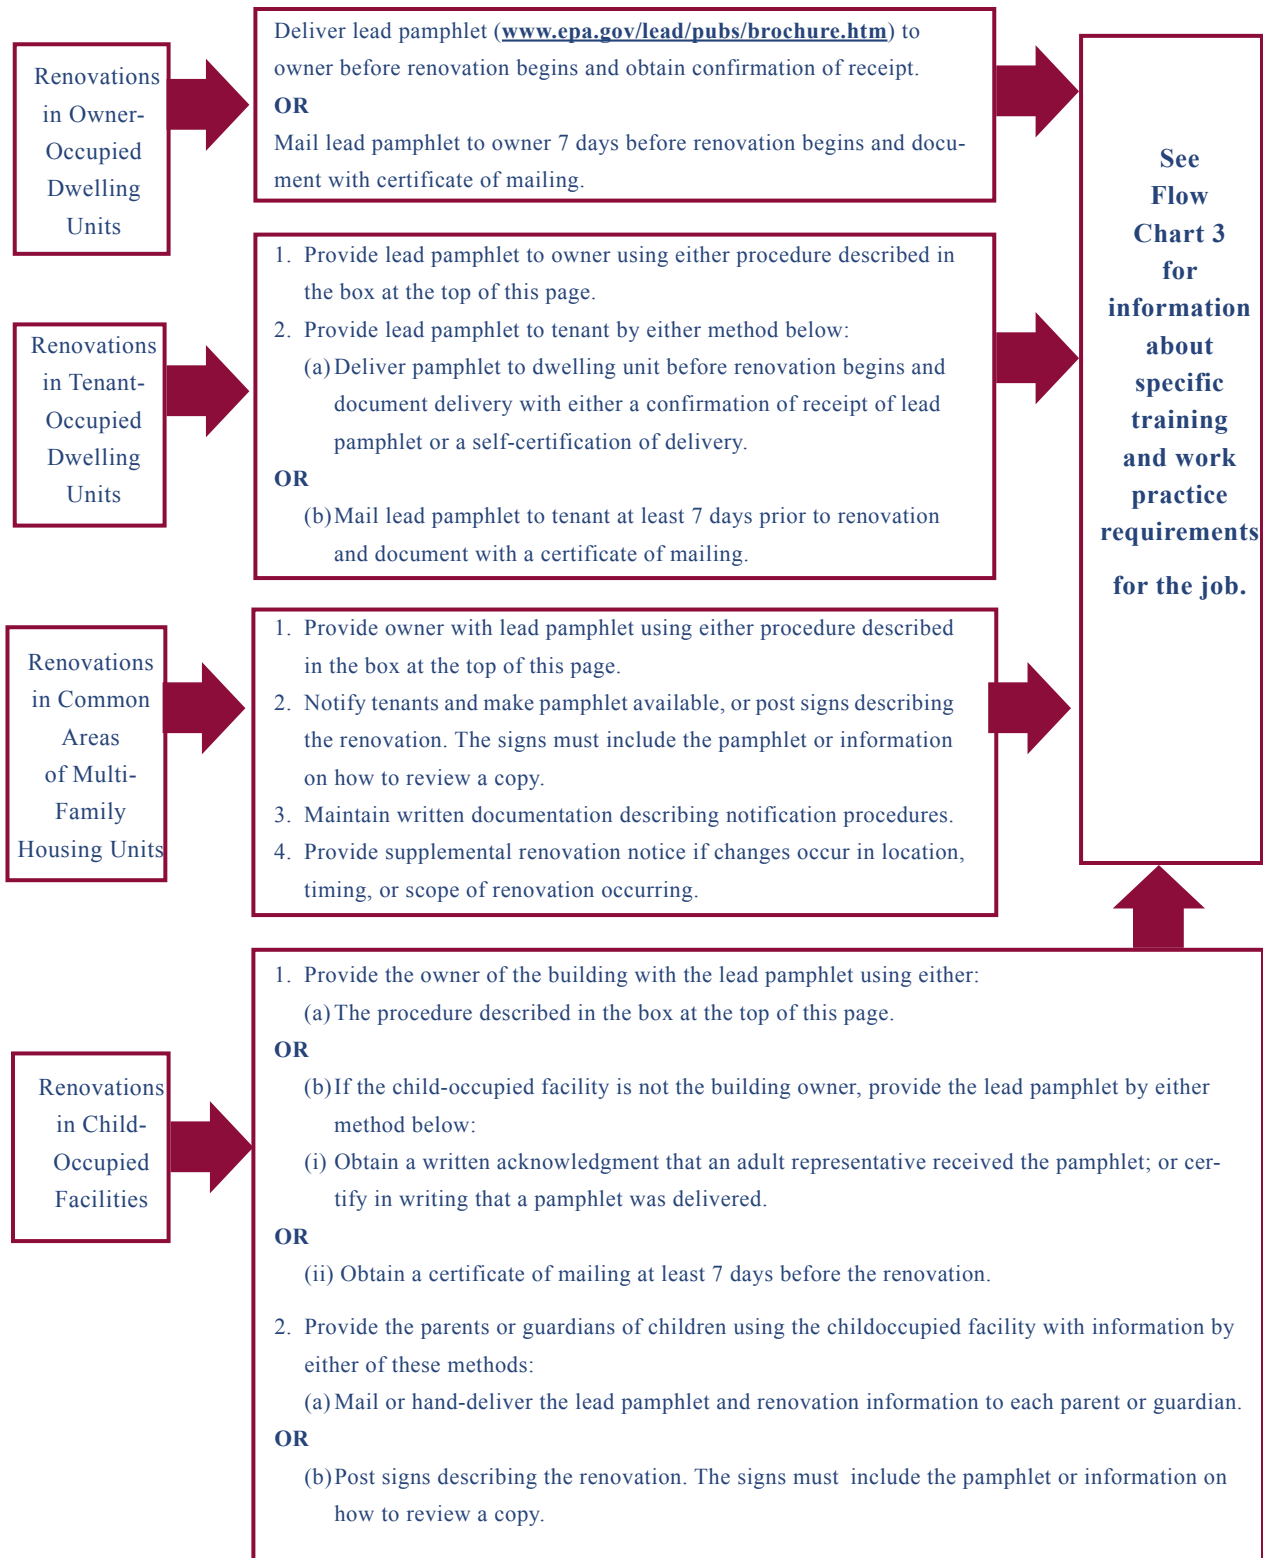 Renovations
in Owner-
Occupied
Dwelling
Units
Deliver lead pamphlet (www.epa.gov/lead/pubs/brochure.htm) to
owner before renovation begins and obtain confirmation of receipt.
OR
Mail lead pamphlet to owner 7 days before renovation begins and docu-
ment with certificate of mailing.
Renovations
in Tenant-
Occupied
Dwelling
Units
1. Provide lead pamphlet to owner using either procedure described in
the box at the top of this page.
2. Provide lead pamphlet to tenant by either method below:
(a) Deliver pamphlet to dwelling unit before renovation begins and
document delivery with either a confirmation of receipt of lead
pamphlet or a self-certification of delivery.
OR
(b) Mail lead pamphlet to tenant at least 7 days prior to renovation
and document with a certificate of mailing.
Renovations
in Common
Areas
of Multi-
Family
Housing Units
1. Provide owner with lead pamphlet using either procedure described
in the box at the top of this page.
2. Notify tenants and make pamphlet available, or post signs describing
the renovation. The signs must include the pamphlet or information
on how to review a copy.
3. Maintain written documentation describing notification procedures.
4. Provide supplemental renovation notice if changes occur in location,
timing, or scope of renovation occurring.
Renovations
in Child-
Occupied
Facilities
1. Provide the owner of the building with the lead pamphlet using either:
(a) The procedure described in the box at the top of this page.
OR
(b) If the child-occupied facility is not the building owner, provide the lead pamphlet by either
method below:
(i) Obtain a written acknowledgment that an adult representative received the pamphlet; or cer-
tify in writing that a pamphlet was delivered.
OR
(ii) Obtain a certificate of mailing at least 7 days before the renovation.
2. Provide the parents or guardians of children using the childoccupied facility with information by
either of these methods:
(a) Mail or hand-deliver the lead pamphlet and renovation information to each parent or guardian.
OR
(b) Post signs describing the renovation. The signs must include the pamphlet or information on
how to review a copy.
See
Flow
Chart 3
for
information
about
specific
training
and work
practice
requirements
for the job.